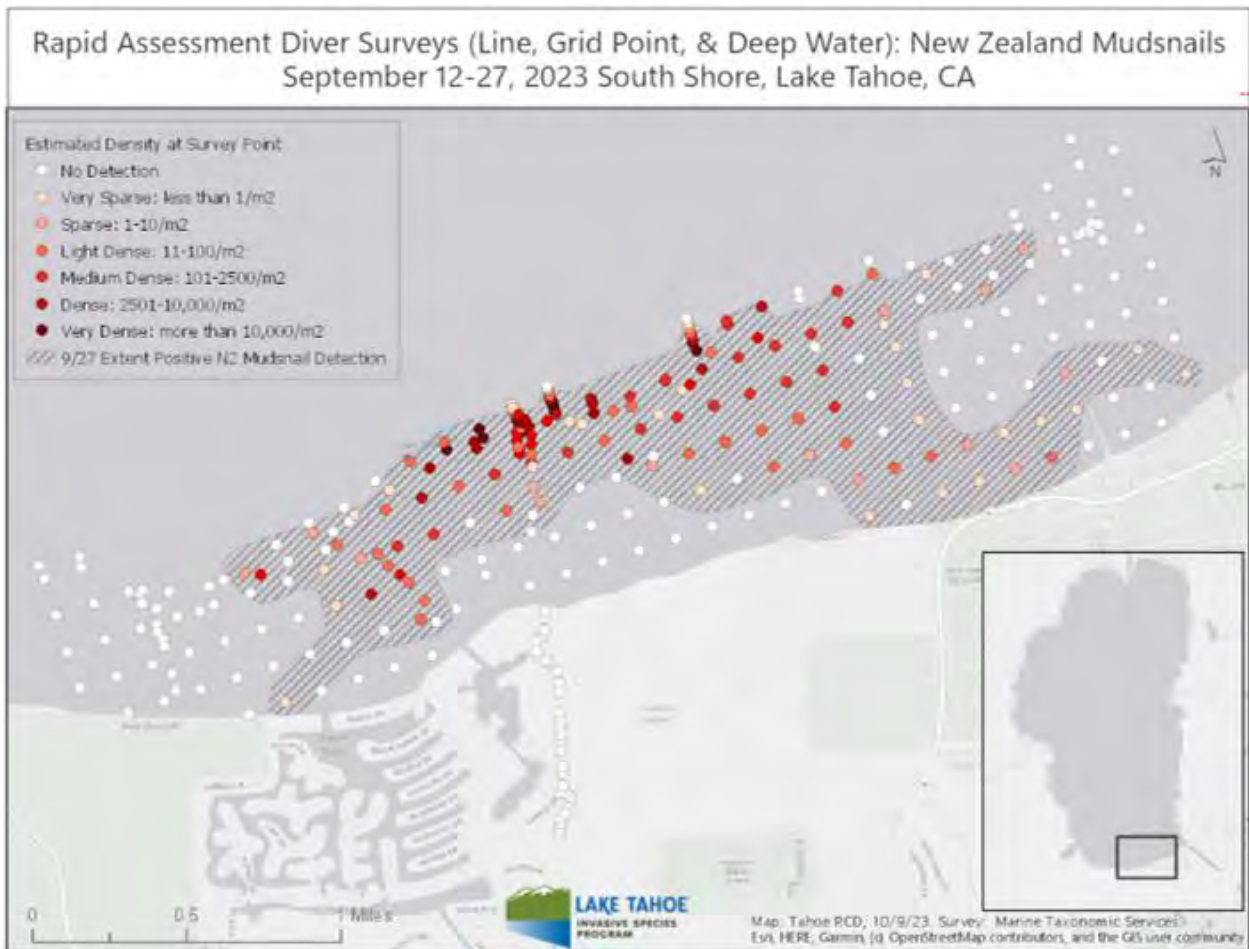 Rapid Assessment Diver Surveys (Line, Grid Point, & Deep Water): New Zealand Mudsnails
September 12-27, 2023 South Shore, Lake Tahoe, CA
Estimated Density at Survey Point
No Detection
Very Sparse: less than 1/m2
Sparse: 1-10/m2
Light Dense: 11-100/m2
Medium Dense: 101-2500/m2
Dense: 2501-10,000/m2
Very Dense: more than 10,000/m2
9/27 Extent Positive NZ Mudsnail Detection
N
0 0.5 1 Miles
LAKE TAHOE
INVASIVE SPECIES
PROGRAM
Map: Tahoe RCD, 10/9/23. Survey: Marine Taxonomic Services
Esri, HERE, Garmin, (c) OpenStreetMap contributors, and the GIS user community